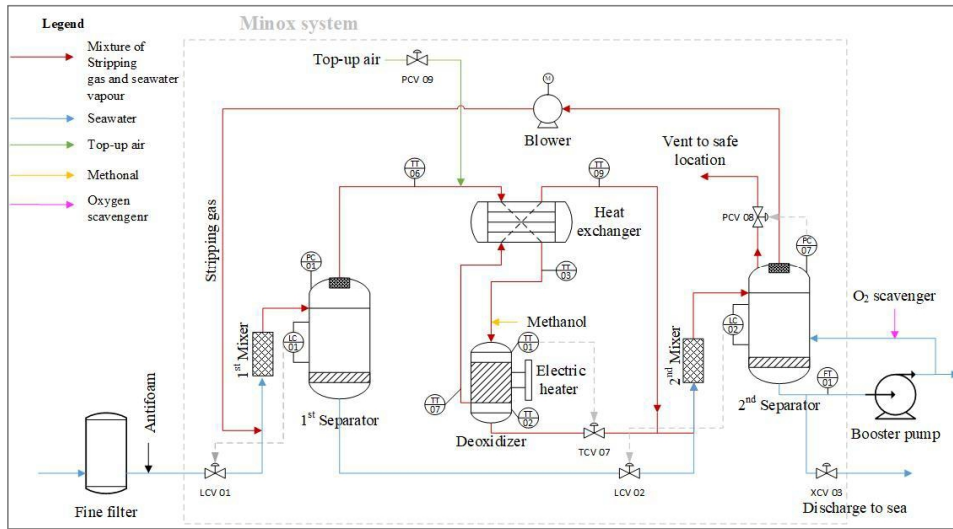 Legend
Mixture of
Stripping
gas and seawater
vapour
Seawater
Top-up air
Methonal
Oxygen
scavengenr
Minox system
Top-up air
PCV 09
M
Blower
Vent to safe
location
TT
06
TT
09
PCV 08
PC
07
Heat
exchanger
Stripping gas
PC
01
TT
03
O2 scavenger
Methanol
LC
01
TT
01
LC
02
1st Mixer
Electric
heater
2nd Mixer
FT
01
TT
07
TT
02
1st Separator
2nd Separator
Antifoam
Deoxidizer
Booster pump
TCV 07
LCV 01
LCV 02
XCV 03
Fine filter
Discharge to sea